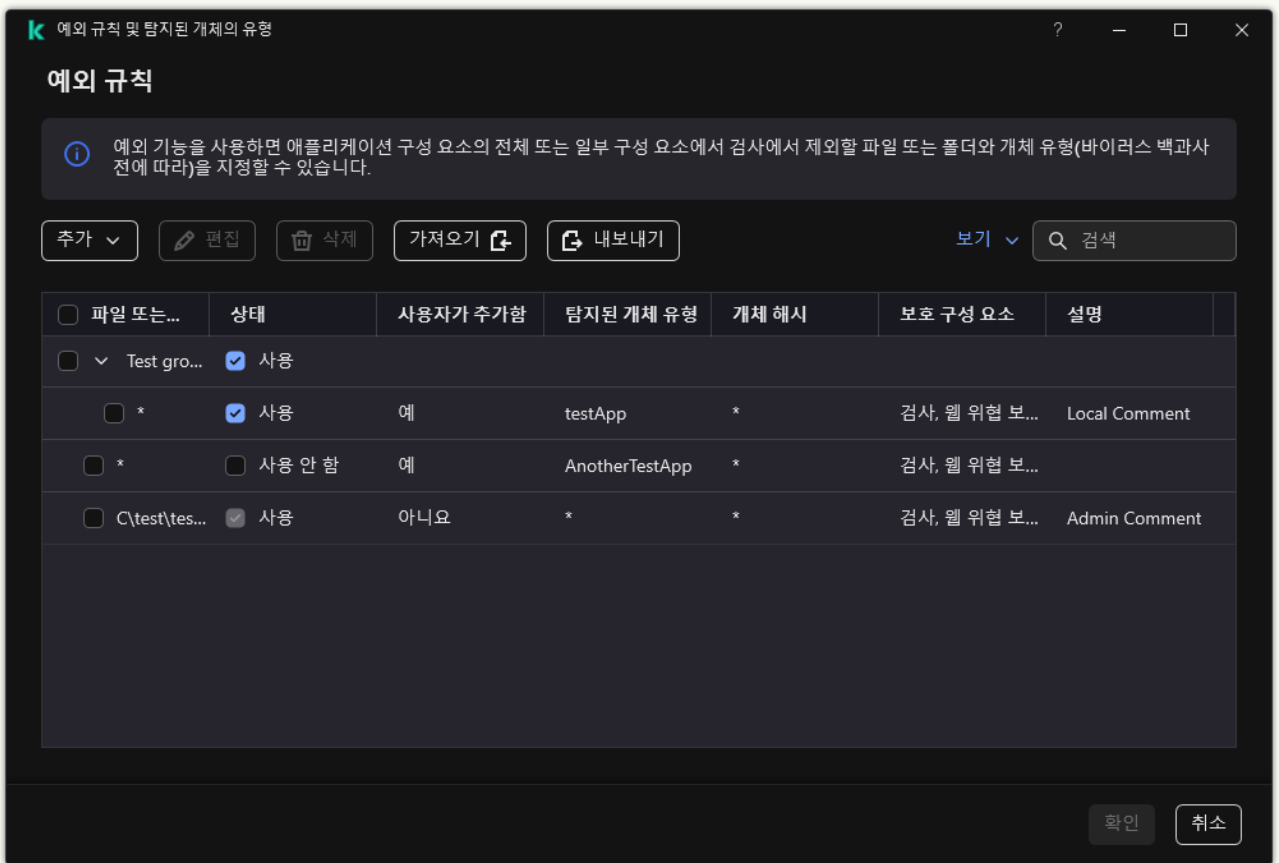 예외 규칙 및 탐지된 개체의 유형
?
예외 규칙
예외 기능을 사용하면 애플리케이션 구성 요소의 전체 또는 일부 구성 요소에서 검사에서 제외할 파일 또는 폴더와 개체 유형(바이러스 백과사
전에 따라)을 지정할 수 있습니다.
추가 편집 삭제 가져오기 내보내기 보기 검색
파일 또는... 상태 사용자가 추가함 탐지된 개체 유형 개체 해시 보호 구성 요소 설명
Test gro... 사용
* 사용 예 testApp * 검사, 웹 위협 보... Local Comment
* 사용 안 함 예 AnotherTestApp * 검사, 웹 위협 보...
C\test\tes... 사용 아니요 * * 검사, 웹 위협 보... Admin Comment
확인 취소